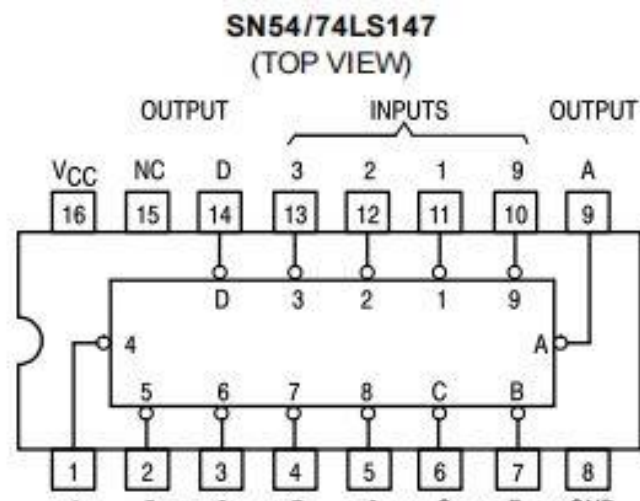 SN54/74LS147
(TOP VIEW)
OUTPUT INPUTS OUTPUT
VCC NC D 3 2 1 9 A
16 15 14 13 12 11 10 9
D 3 2 1 9
4 A
5 6 7 8 C B
1 2 3 4 5 6 7 8